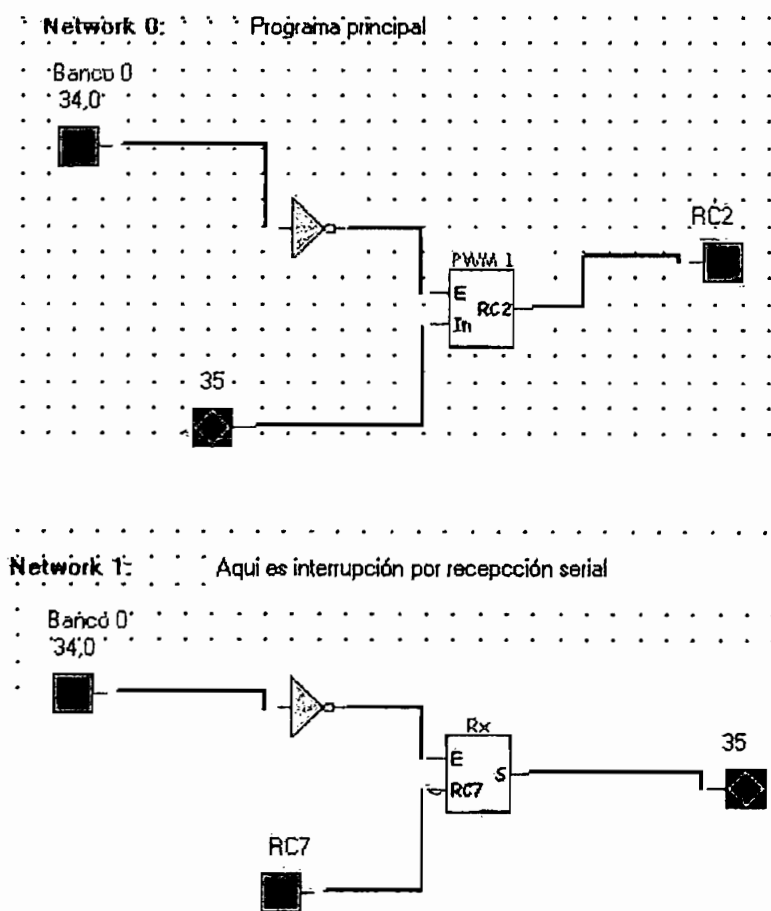 Network 0: Programa principal
Banco 0
34,0
RC2
PWM 1
E
RC2
In
35
Network 1: Aqui es interrupción por recepcción serial
Banco 0
34,0
Rx
35
E
S
RC7
RC7